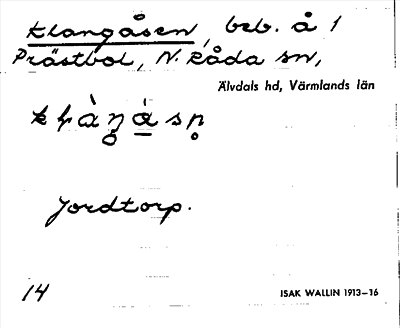 Klangåsen, beb. å 1
Prästbol, N. Råda sn,
Älvdals hd, Värmlands län
Jordtorp.
14
ISAK WALLIN 1913–16